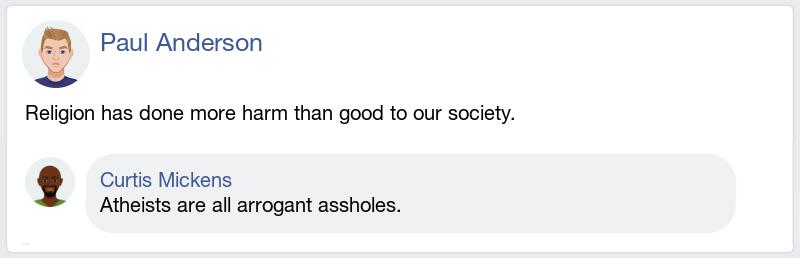 Paul Anderson
Religion has done more harm than good to our society.
Curtis Mickens
Atheists are all arrogant assholes.